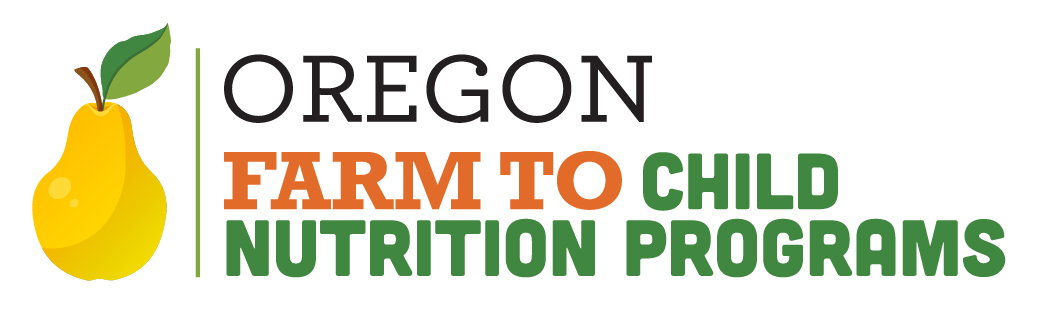 OREGON
FARM TO CHILD
NUTRITION PROGRAMS